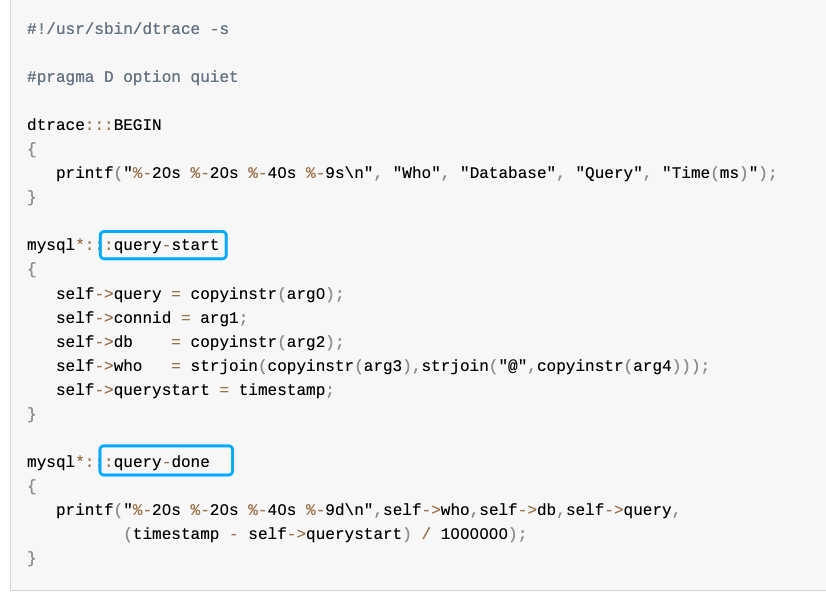 #!/usr/sbin/dtrace -s
#pragma D option quiet
dtrace:::BEGIN
{
   printf("%-20s %-20s %-40s %-9s\n", "Who", "Database", "Query", "Time(ms)");
}
mysql*:::query-start
{
   self->query = copyinstr(arg0);
   self->connid = arg1;
   self->db    = copyinstr(arg2);
   self->who   = strjoin(copyinstr(arg3),strjoin("@",copyinstr(arg4)));
   self->querystart = timestamp;
}
mysql*:::query-done
{
   printf("%-20s %-20s %-40s %-9d\n",self->who,self->db,self->query,
          (timestamp - self->querystart) / 1000000);
}